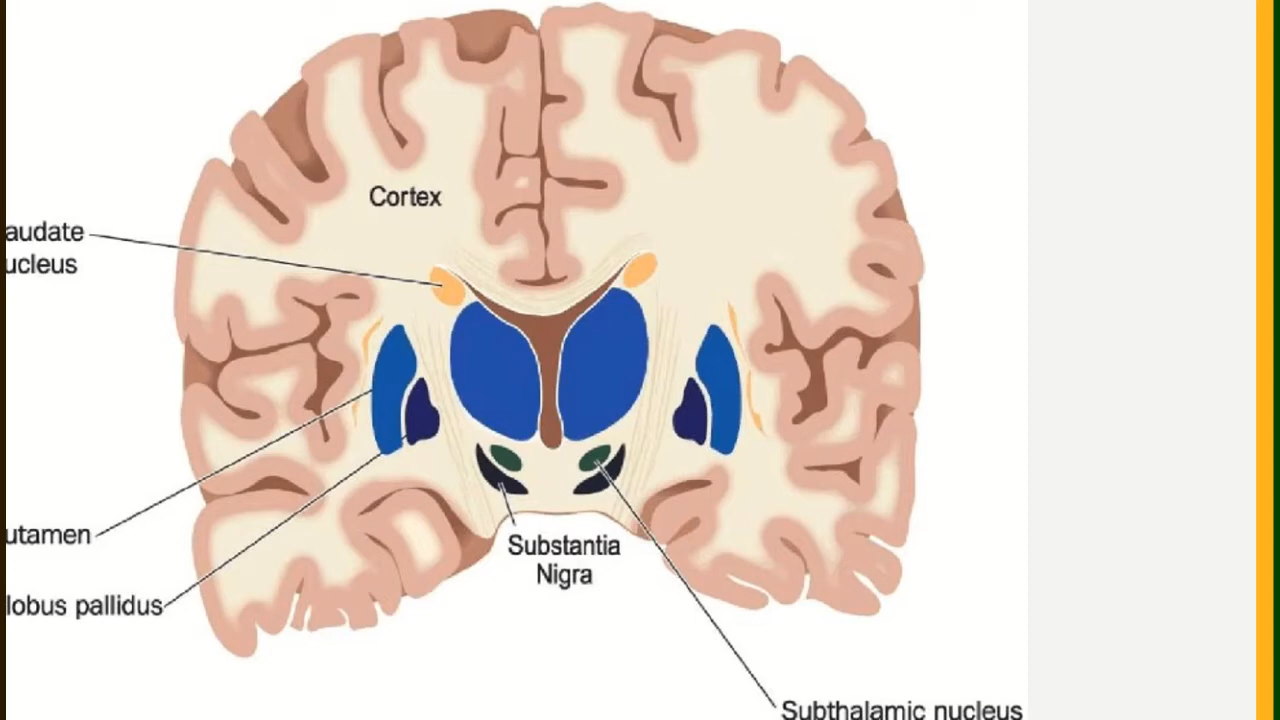 Cortex
audate
ucleus
utamen
Substantia
Nigra
lobus pallidus
Subthalamic nucleus